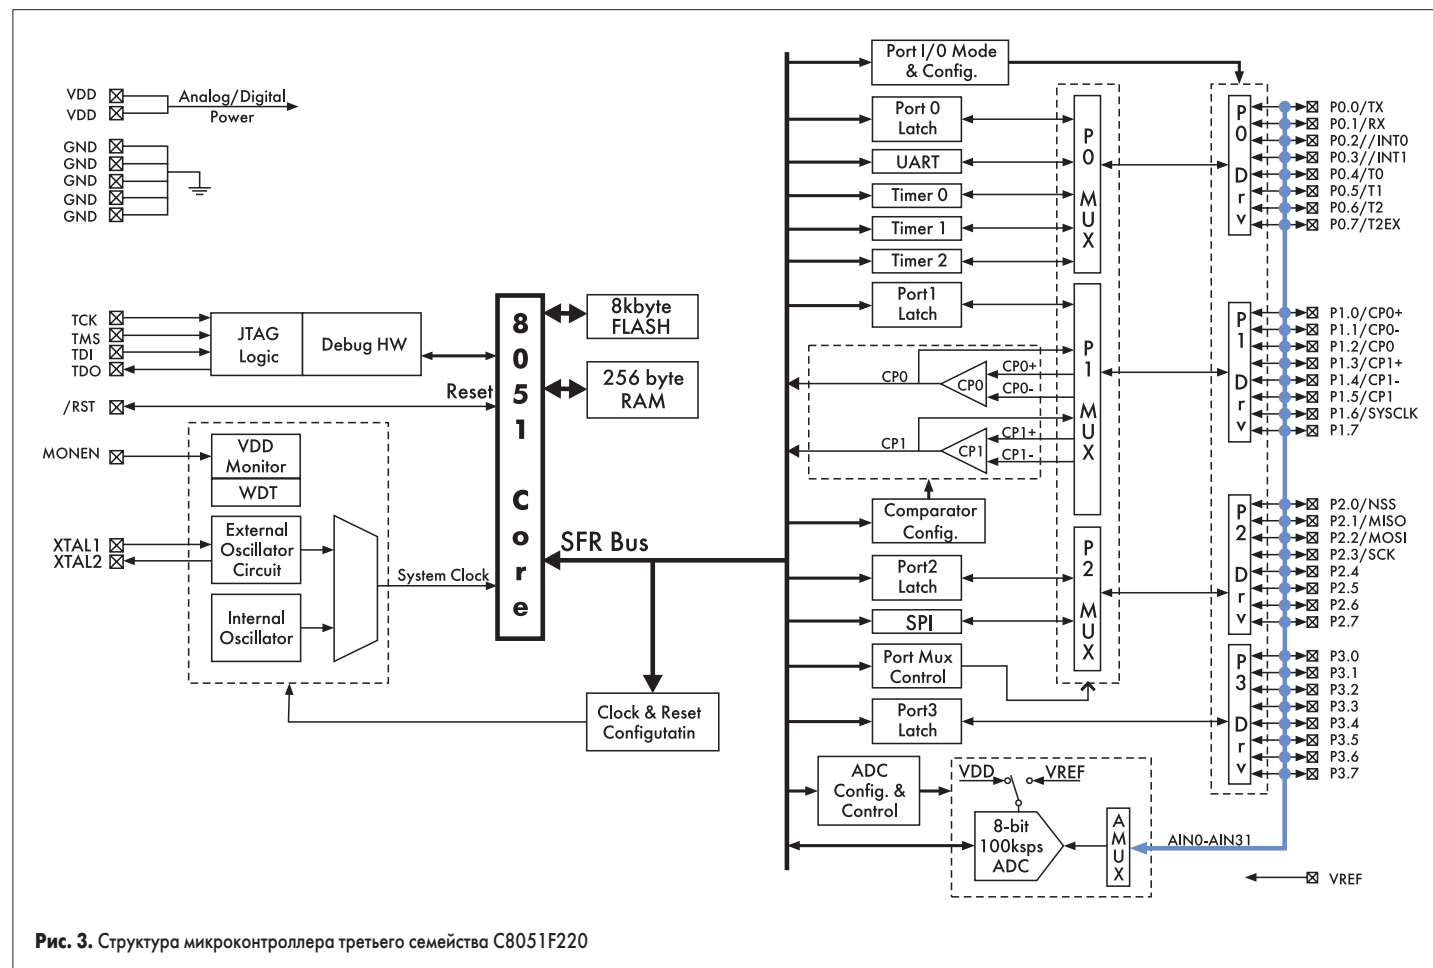 VDD
VDD
Analog/Digital
Power
GND
GND
GND
GND
GND
TCK
TMS
TDI
TDO
JTAG
Logic
Debug HW
/RST
Reset
MONEN
VDD
Monitor
WDT
XTAL1
XTAL2
External
Oscillator
Circuit
Internal
Oscillator
System Clock
8051 Core
8kbyte
FLASH
256 byte
RAM
SFR Bus
Clock & Reset
Configutatin
Port I/0 Mode
& Config.
Port 0
Latch
UART
Timer 0
Timer 1
Timer 2
Port1
Latch
CP0
CP0
CP0+
CP0-
CP1
CP1
CP1+
CP1-
Comparator
Config.
Port2
Latch
SPI
Port Mux
Control
Port3
Latch
ADC
Config. &
Control
VDD
VREF
8-bit
100ksps
ADC
AMUX
AIN0-AIN31
P0 MUX
P1 MUX
P2 MUX
P0 Drv
P1 Drv
P2 Drv
P3 Drv
P0.0/TX
P0.1/RX
P0.2//INT0
P0.3//INT1
P0.4/T0
P0.5/T1
P0.6/T2
P0.7/T2EX
P1.0/CP0+
P1.1/CP0-
P1.2/CP0
P1.3/CP1+
P1.4/CP1-
P1.5/CP1
P1.6/SYSCLK
P1.7
P2.0/NSS
P2.1/MISO
P2.2/MOSI
P2.3/SCK
P2.4
P2.5
P2.6
P2.7
P3.0
P3.1
P3.2
P3.3
P3.4
P3.5
P3.6
P3.7
VREF
Рис. 3. Структура микроконтроллера третьего семейства C8051F220